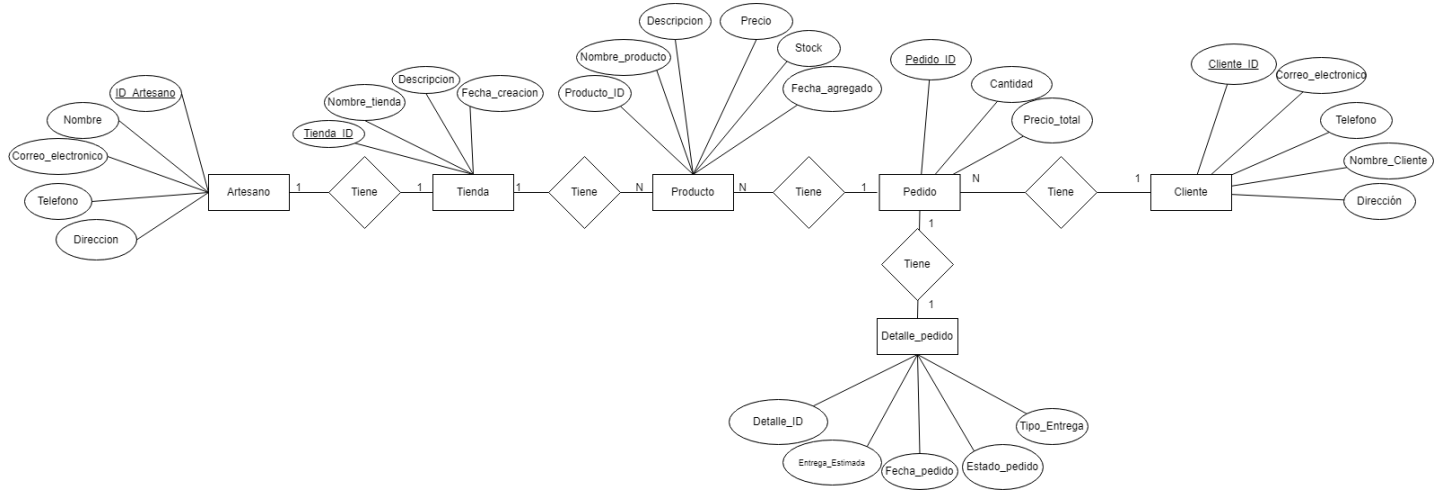 Descripcion
Precio
Nombre_producto
Stock
Producto_ID
Fecha_agregado
Pedido_ID
Cantidad
Precio_total
Cliente_ID
Correo_electronico
Telefono
Nombre_Cliente
Dirección
ID_Artesano
Nombre
Correo_electronico
Telefono
Direccion
Descripcion
Nombre_tienda
Fecha_creacion
Tienda_ID
Artesano
1
Tiene
1
Tienda
1
Tiene
N
Producto
N
Tiene
1
Pedido
N
Tiene
1
Cliente
1
Tiene
1
Detalle_pedido
Detalle_ID
Entrega_Estimada
Fecha_pedido
Estado_pedido
Tipo_Entrega